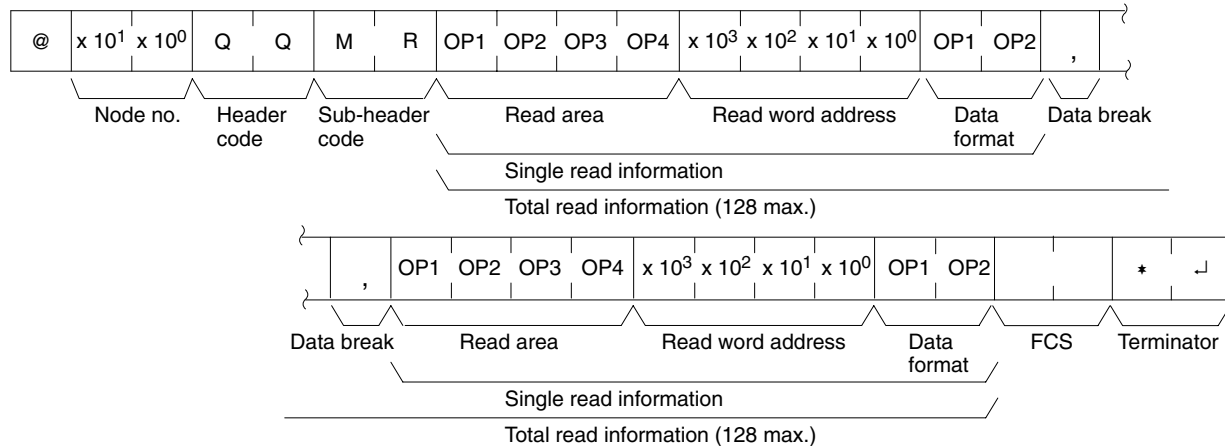 @ x 10¹ x 10⁰ Q Q M R OP1 OP2 OP3 OP4 x 10³ x 10² x 10¹ x 10⁰ OP1 OP2 ,
Node no. Header code Sub-header code Read area Read word address Data format Data break
Single read information
Total read information (128 max.)
, OP1 OP2 OP3 OP4 x 10³ x 10² x 10¹ x 10⁰ OP1 OP2 * ↵
Data break Read area Read word address Data format FCS Terminator
Single read information
Total read information (128 max.)